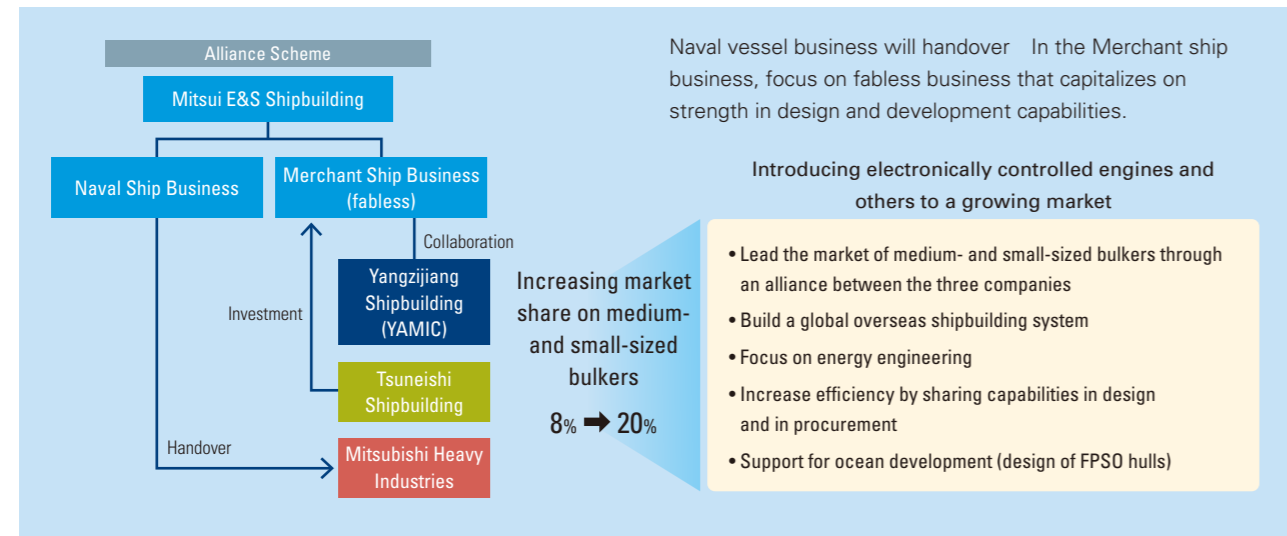 Alliance Scheme
Mitsui E&S Shipbuilding
Naval Ship Business
Merchant Ship Business
(fabless)
Collaboration
Yangzijiang
Shipbuilding
(YAMIC)
Investment
Tsuneishi
Shipbuilding
Handover
Mitsubishi Heavy
Industries
Increasing market
share on medium-
and small-sized
bulkers
8% ➡ 20%
Naval vessel business will handover In the Merchant ship
business, focus on fabless business that capitalizes on
strength in design and development capabilities.
Introducing electronically controlled engines and
others to a growing market
• Lead the market of medium- and small-sized bulkers through
an alliance between the three companies
• Build a global overseas shipbuilding system
• Focus on energy engineering
• Increase efficiency by sharing capabilities in design
and in procurement
• Support for ocean development (design of FPSO hulls)